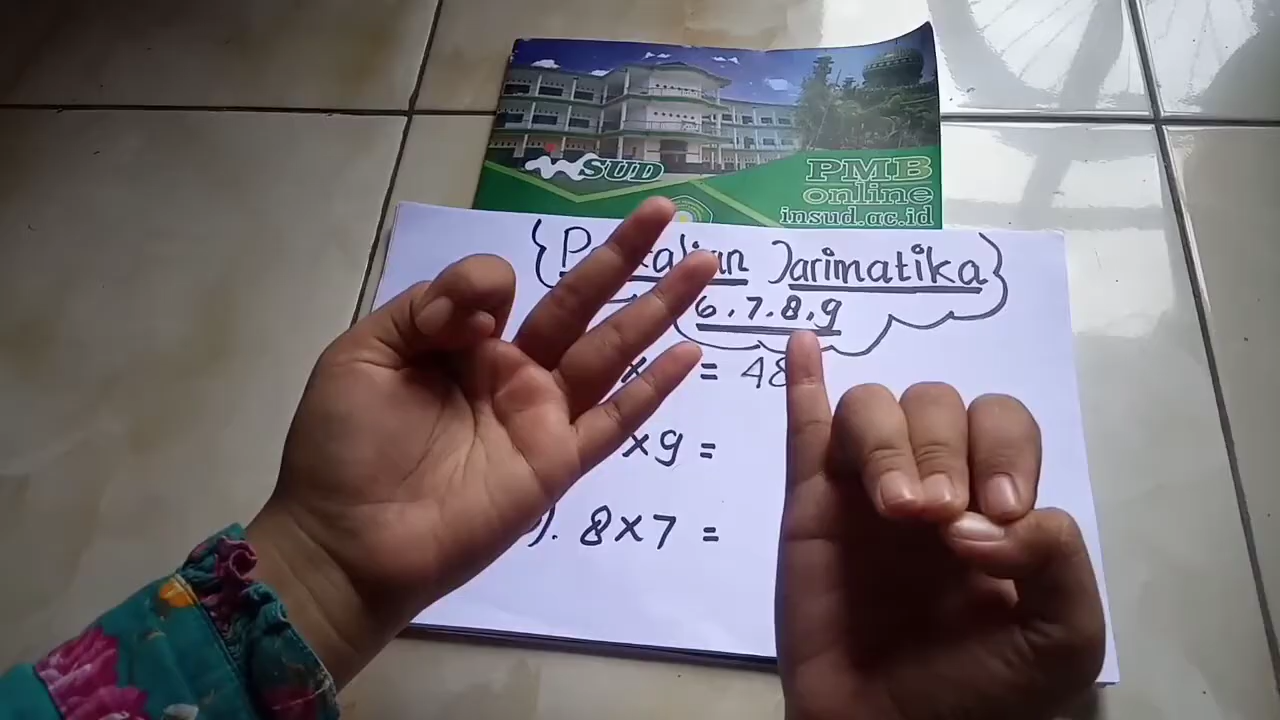 SUD
PMB
online
insud.ac.id
Jarimatika
6.7.8.9
= 48
x9 =
8x7 =